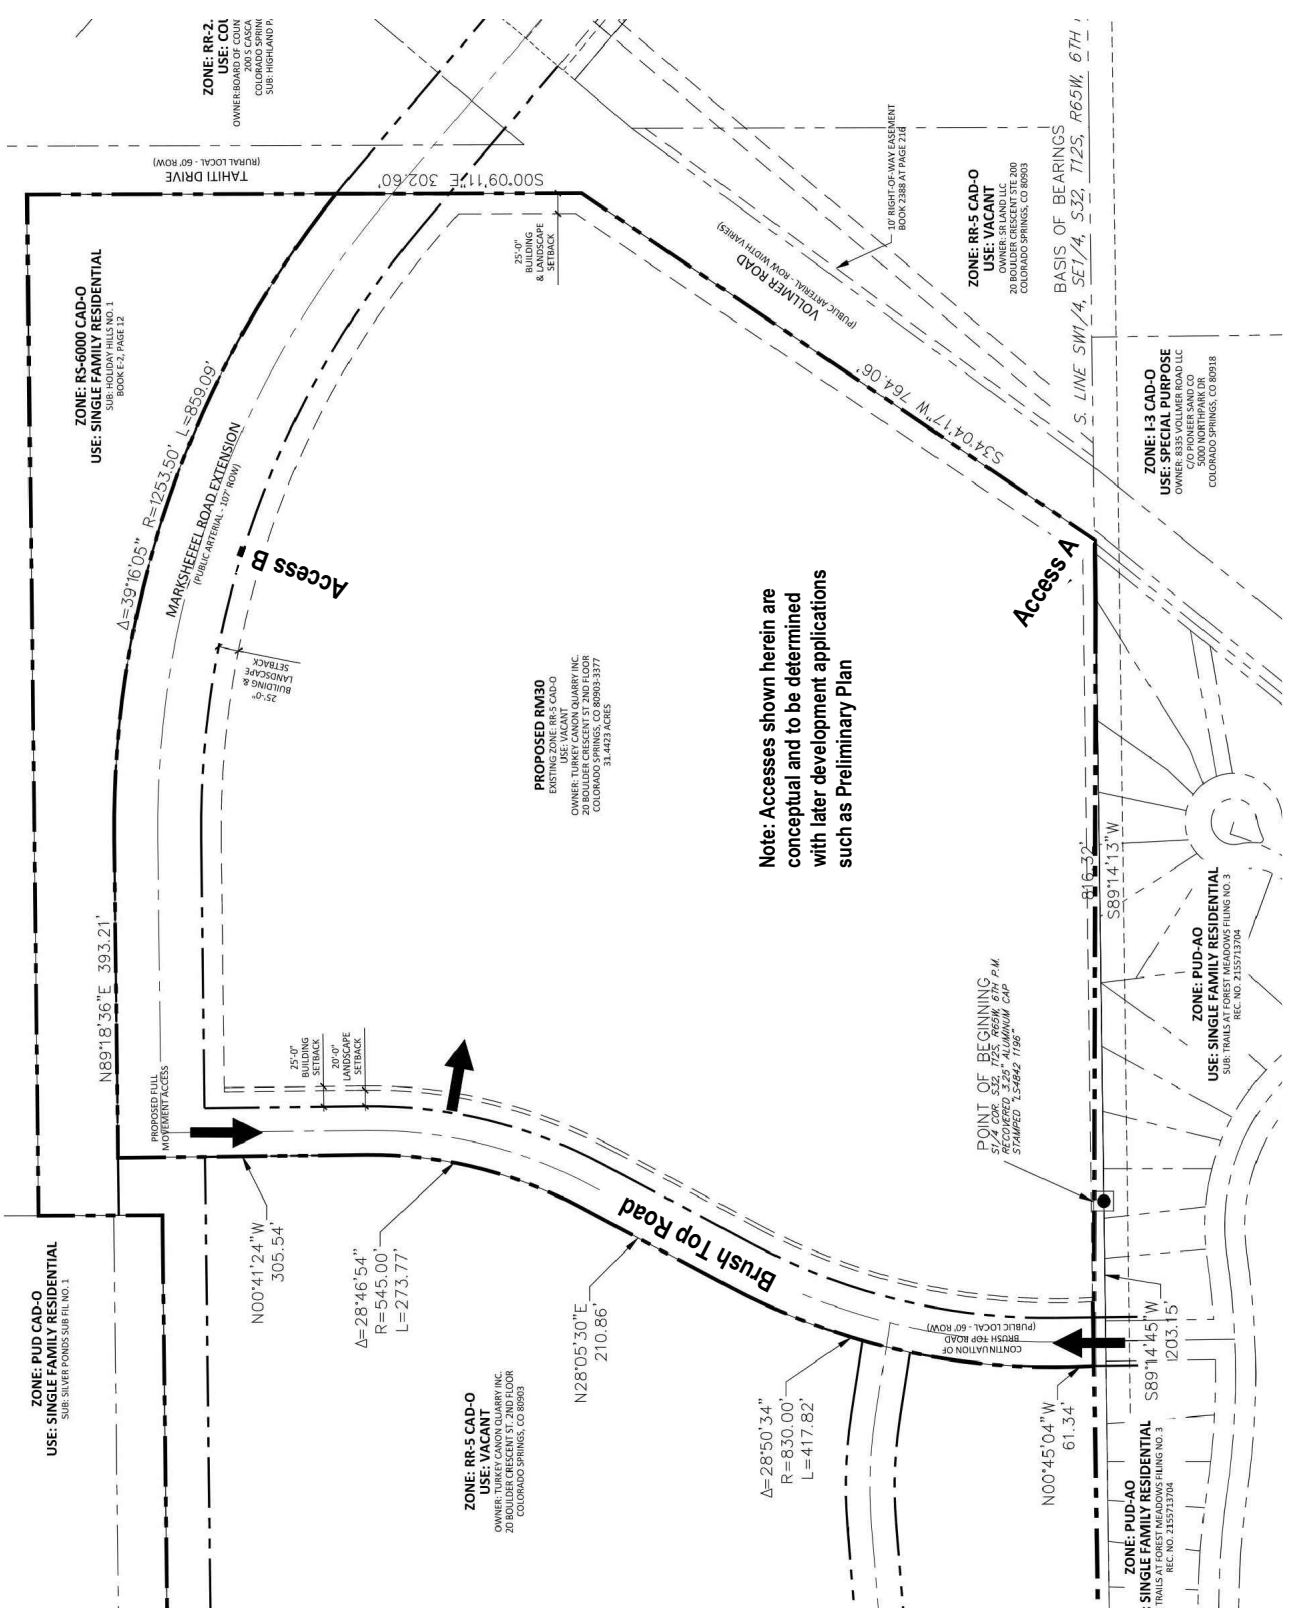 ZONE: RR-2.
USE: COU
OWNER:BOARD OF COUN
200 S CASCA
COLORADO SPRIN
SUB: HIGHLAND P.
TAHITI DRIVE
(RURAL LOCAL - 60' ROW)
S00°09'11"E 302.60'
ZONE: RS-6000 CAD-O
USE: SINGLE FAMILY RESIDENTIAL
SUB: HOLIDAY HILLS NO. 1
BOOK E-2, PAGE 12
Δ=39°16'05" R=1253.50' L=859.09'
MARKSHEFFEL ROAD EXTENSION
(PUBLIC ARTERIAL - 107' ROW)
25'-0"
BUILDING
& LANDSCAPE
SETBACK
10' RIGHT-OF-WAY EASEMENT
BOOK 2388 AT PAGE 216
VOLLMER ROAD
(PUBLIC ARTERIAL - ROW WIDTH VARIES)
ZONE: RR-5 CAD-O
USE: VACANT
OWNER: SR LAND LLC
20 BOULDER CRESCENT STE 200
COLORADO SPRINGS, CO 80903
BASIS OF BEARINGS
S. LINE SW1/4, SE1/4, S32, T12S, R65W, 6TH
S34°04'17"W 764.06'
ZONE: I-3 CAD-O
USE: SPECIAL PURPOSE
OWNER: 8335 VOLLMER ROAD LLC
C/O PIONEER SAND CO
5000 NORTHPARK DR
COLORADO SPRINGS, CO 80918
Access B
Access A
25'-0"
BUILDING &
LANDSCAPE
SETBACK
PROPOSED RM30
EXISTING ZONE: RR-5 CAD-O
USE: VACANT
OWNER: TURKEY CANON QUARRY INC.
20 BOULDER CRESCENT ST. 2ND FLOOR
COLORADO SPRINGS, CO 80903-3377
31.4423 ACRES
Note: Accesses shown herein are
conceptual and to be determined
with later development applications
such as Preliminary Plan
N89°18'36"E 393.21'
816.32'
S89°14'13"W
PROPOSED FULL
MOVEMENT ACCESS
25'-0"
BUILDING
SETBACK
20'-0"
LANDSCAPE
SETBACK
POINT OF BEGINNING
S1/4 COR. S32, T12S, R65W, 6TH P.M.
RECOVERED 3.25" ALUMINUM CAP
STAMPED "LS4842 1196"
ZONE: PUD-AO
USE: SINGLE FAMILY RESIDENTIAL
SUB: TRAILS AT FOREST MEADOWS FILING NO. 3
REC. NO. 2155713704
ZONE: PUD CAD-O
USE: SINGLE FAMILY RESIDENTIAL
SUB: SILVER PONDS SUB FIL NO. 1
N00°41'24"W
305.54'
Δ=28°46'54"
R=545.00'
L=273.77'
Brush Top Road
N28°05'30"E
210.86'
CONTINUATION OF
BRUSH TOP ROAD
(PUBLIC LOCAL - 60' ROW)
ZONE: RR-5 CAD-O
USE: VACANT
OWNER: TURKEY CANON QUARRY INC.
20 BOULDER CRESCENT ST. 2ND FLOOR
COLORADO SPRINGS, CO 80903
Δ=28°50'34"
R=830.00'
L=417.82'
N00°45'04"W
61.34'
S89°14'45"W
1203.15'
ZONE: PUD-AO
: SINGLE FAMILY RESIDENTIAL
TRAILS AT FOREST MEADOWS FILING NO. 3
REC. NO. 2155713704